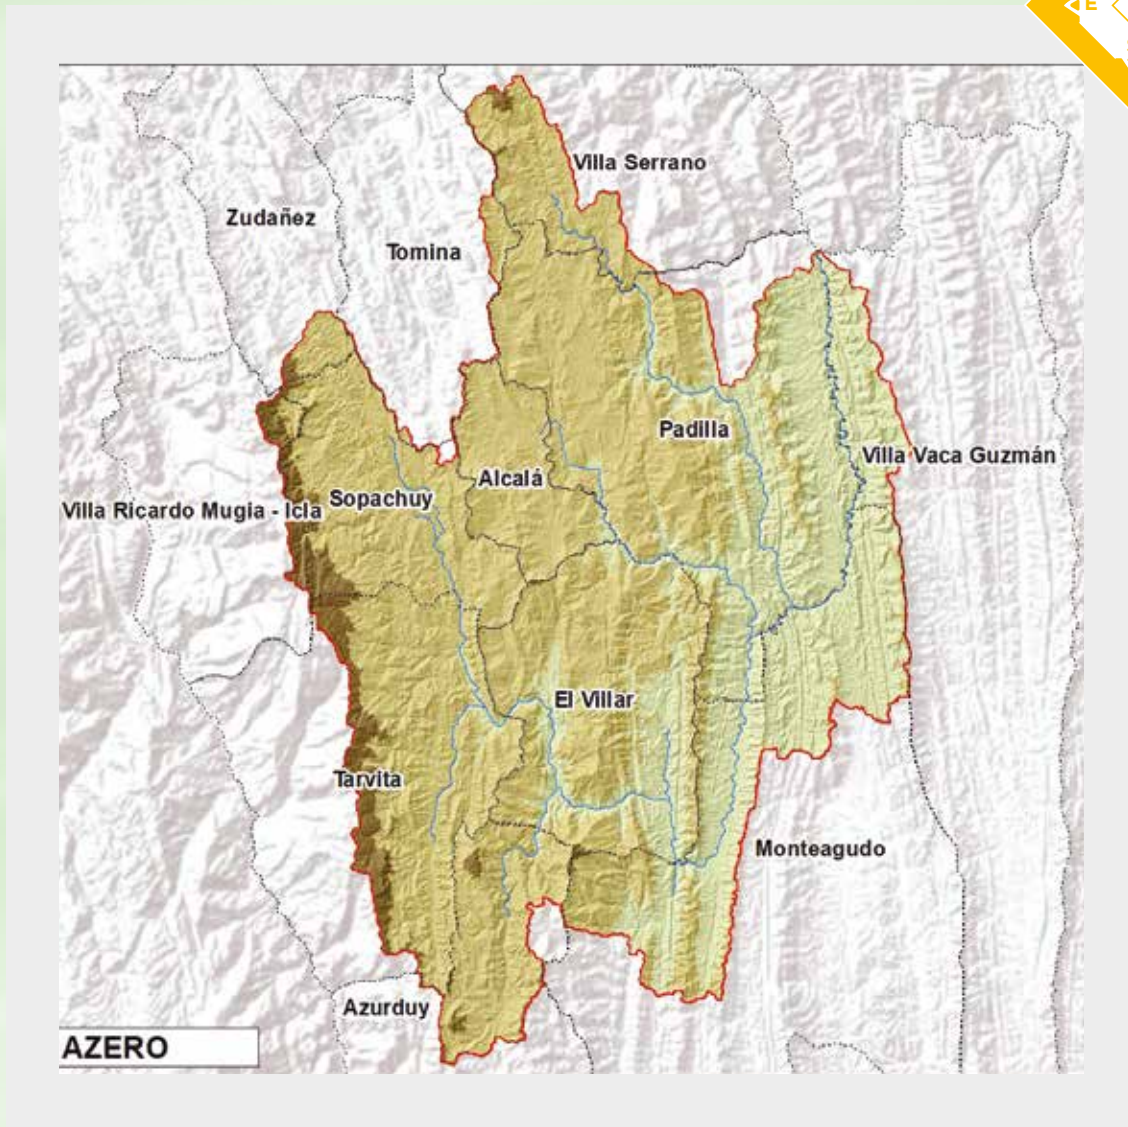 E
Villa Serrano
Zudañez
Tomina
Padilla
Villa Vaca Guzmán
Alcalá
Sopachuy
Villa Ricardo Mugia - Icla
El Villar
Tarvita
Monteagudo
Azurduy
AZERO